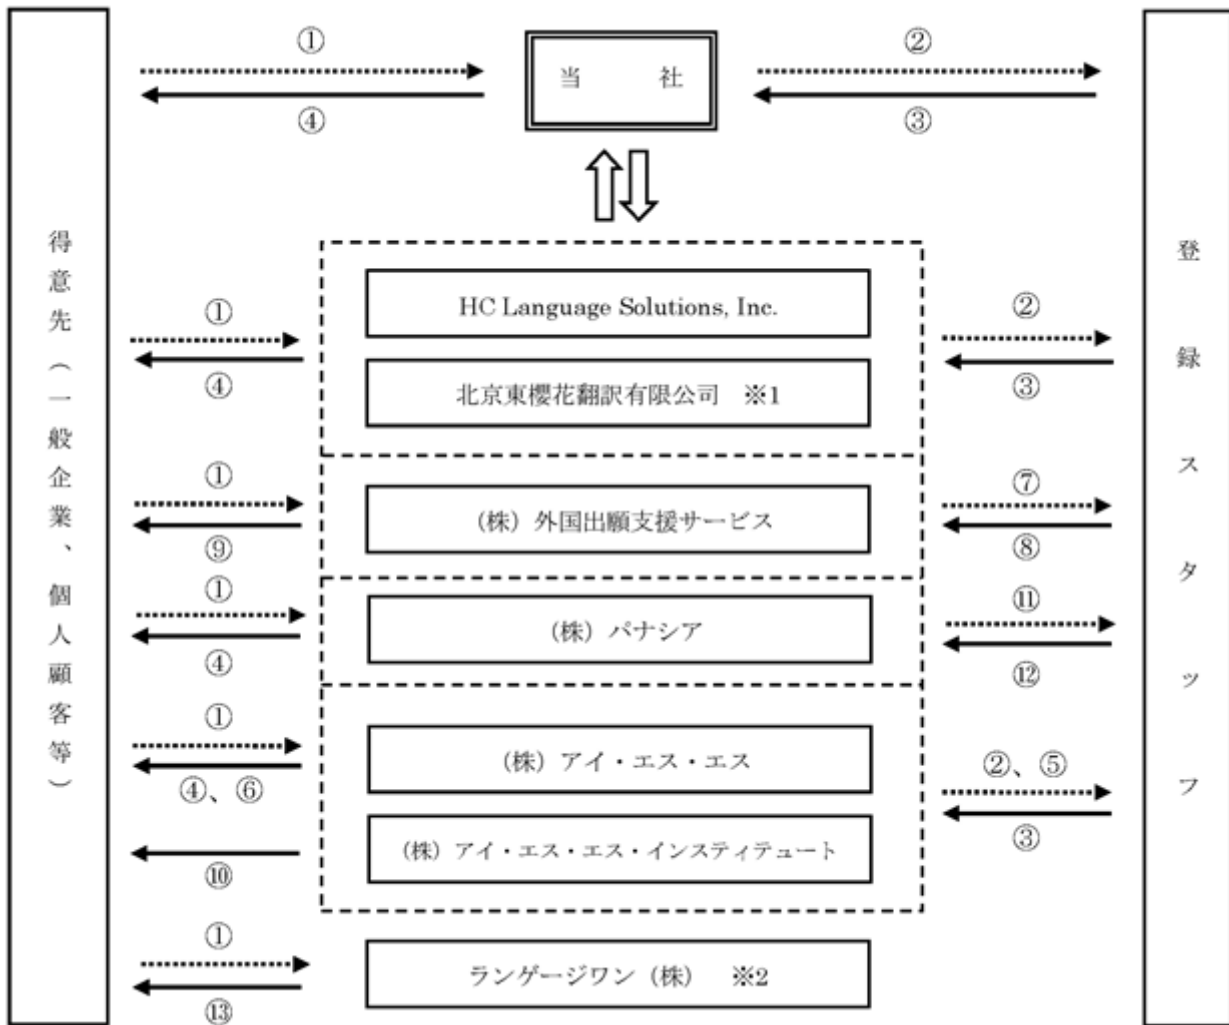 ①
当 社
②
④
③
得意先（一般企業、個人顧客等）
登録スタッフ
HC Language Solutions, Inc.
①
②
④
北京東櫻花翻訳有限公司 ※1
③
①
(株) 外国出願支援サービス
⑦
⑨
⑧
①
(株) パナシア
⑪
④
⑫
①
(株) アイ・エス・エス
②、⑤
④、⑥
③
(株) アイ・エス・エス・インスティテュート
⑩
①
ランゲージワン (株) ※2
⑬